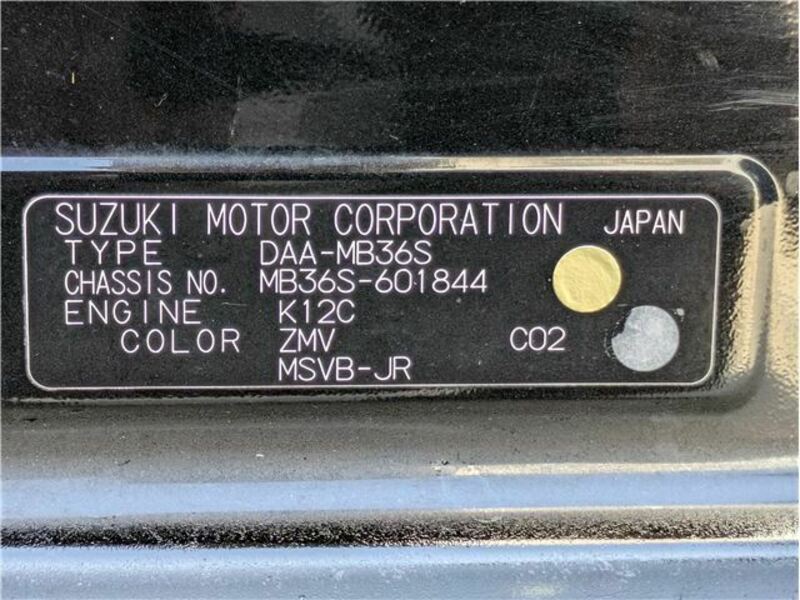 SUZUKI MOTOR CORPORATION JAPAN
TYPE DAA-MB36S
CHASSIS NO. MB36S-601844
ENGINE K12C
COLOR ZMV C02
MSVB-JR